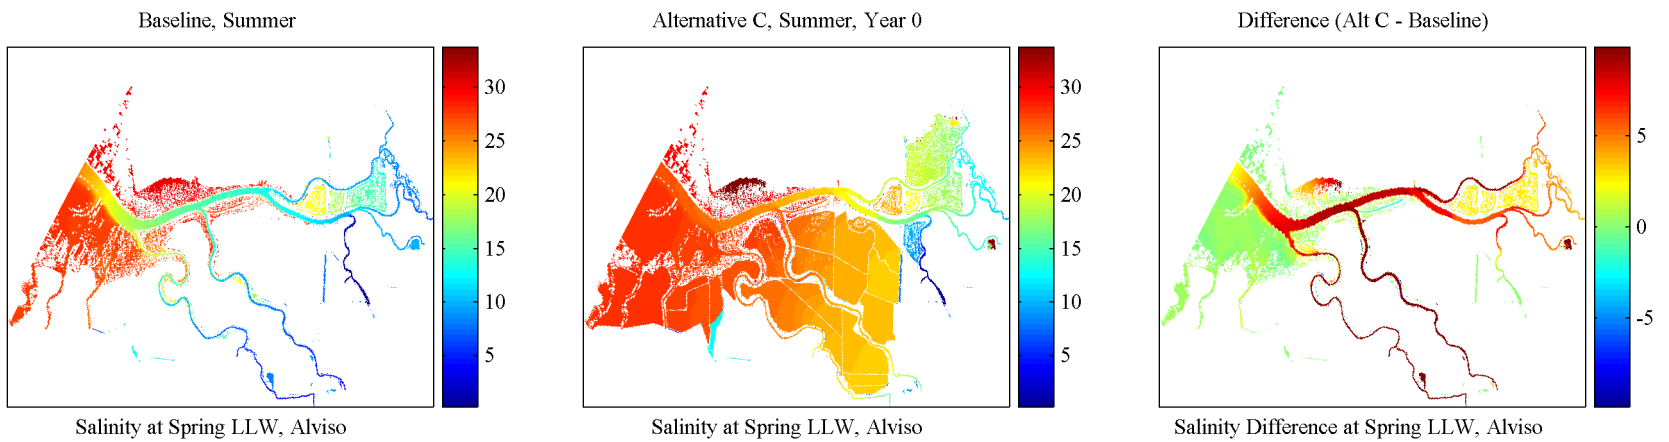 Baseline, Summer
Alternative C, Summer, Year 0
Difference (Alt C - Baseline)
30
25
20
15
10
5
30
25
20
15
10
5
5
0
-5
Salinity at Spring LLW, Alviso
Salinity at Spring LLW, Alviso
Salinity Difference at Spring LLW, Alviso